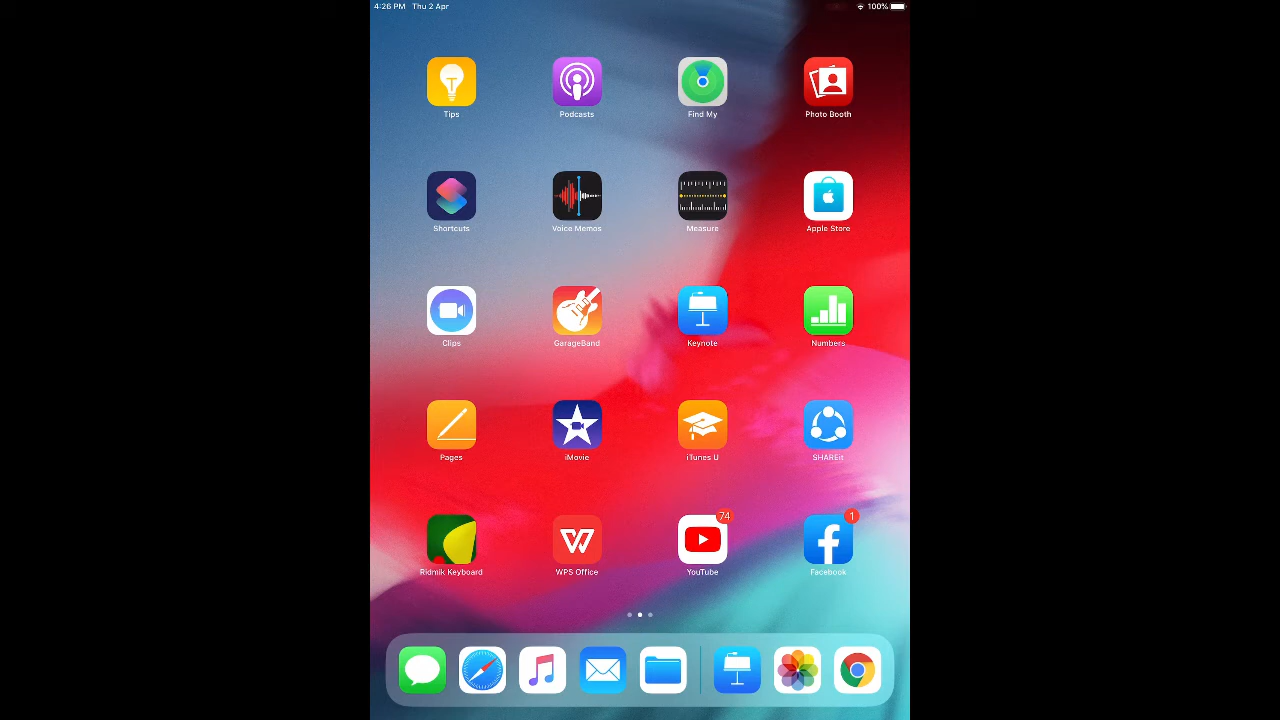 4:26 PM Thu 2 Apr 100%
Tips Podcasts Find My Photo Booth
Shortcuts Voice Memos Measure Apple Store
Clips GarageBand Keynote Numbers
Pages iMovie iTunes U SHAREit
74 1
Ridmik Keyboard WPS Office YouTube Facebook